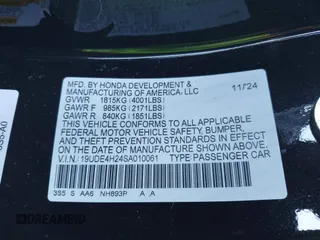 MFD. BY HONDA DEVELOPMENT &
MANUFACTURING OF AMERICA, LLC 11/24
GVWR 1815KG(4001LBS)
GAWR F 985KG(2171LBS)
GAWR R 840KG(1851LBS)
THIS VEHICLE CONFORMS TO ALL APPLICABLE
FEDERAL MOTOR VEHICLE SAFETY, BUMPER,
AND THEFT PREVENTION STANDARDS IN EFFECT
ON THE DATE OF MANUFACTURE SHOWN ABOVE.
V.I.N. 19UDE4H24SA010061 TYPE PASSENGER CAR
3S5 S AA6 NH893P A A
3S5-A0
DREAMBID